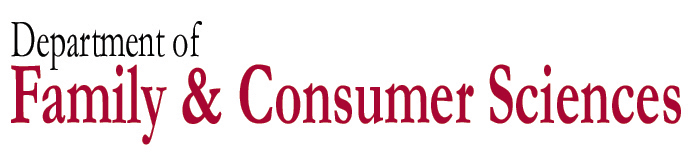 Department of
Family & Consumer Sciences